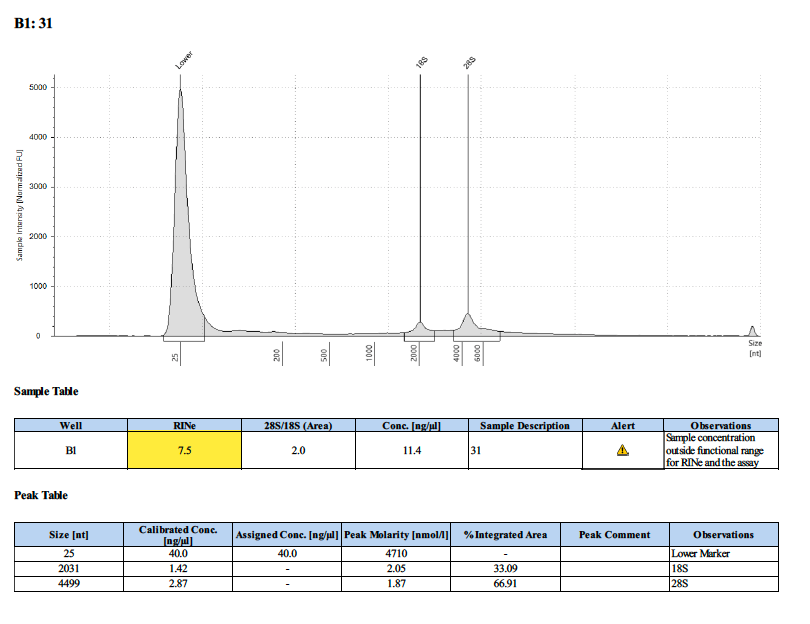 B1: 31
Lower
18S
28S
5000
4000
3000
2000
1000
0
Sample Intensity [Normalized FU]
25
200
500
1000
2000
4000
6000
Size
[nt]
Sample Table
Well RINe 28S/18S (Area) Conc. [ng/µl] Sample Description Alert Observations
B1 7.5 2.0 11.4 31 Sample concentration
outside functional range
for RINe and the assay
Peak Table
Size [nt] Calibrated Conc. [ng/µl] Assigned Conc. [ng/µl] Peak Molarity [nmol/l] % Integrated Area Peak Comment Observations
25 40.0 40.0 4710 - Lower Marker
2031 1.42 - 2.05 33.09 18S
4499 2.87 - 1.87 66.91 28S